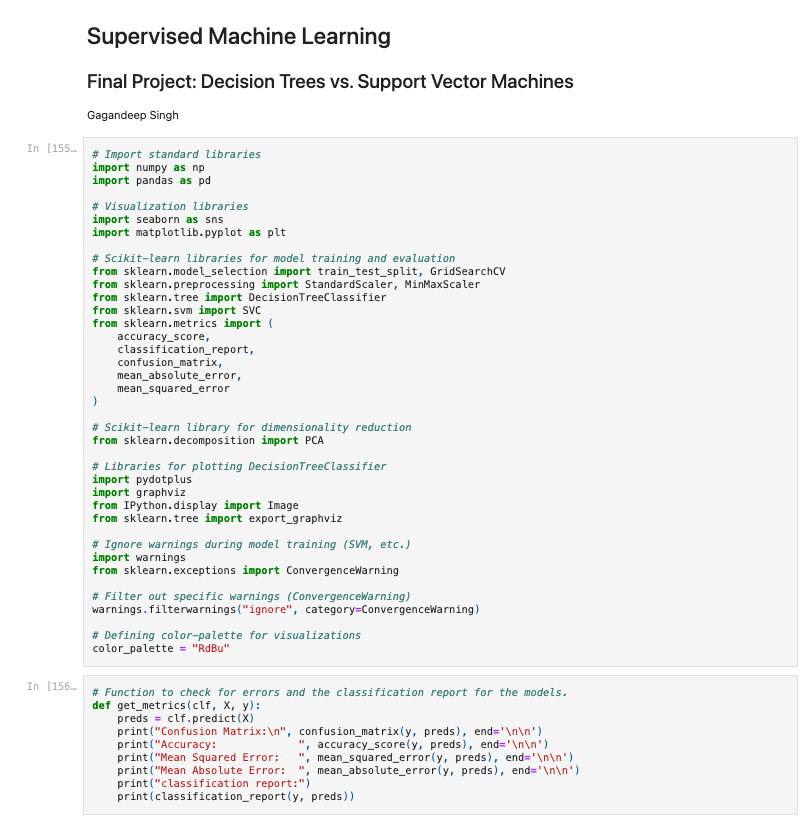 Supervised Machine Learning
Final Project: Decision Trees vs. Support Vector Machines
Gagandeep Singh
In [155…
# Import standard libraries
import numpy as np
import pandas as pd
# Visualization libraries
import seaborn as sns
import matplotlib.pyplot as plt
# Scikit-learn libraries for model training and evaluation
from sklearn.model_selection import train_test_split, GridSearchCV
from sklearn.preprocessing import StandardScaler, MinMaxScaler
from sklearn.tree import DecisionTreeClassifier
from sklearn.svm import SVC
from sklearn.metrics import (
    accuracy_score,
    classification_report,
    confusion_matrix,
    mean_absolute_error,
    mean_squared_error
)
# Scikit-learn library for dimensionality reduction
from sklearn.decomposition import PCA
# Libraries for plotting DecisionTreeClassifier
import pydotplus
import graphviz
from IPython.display import Image
from sklearn.tree import export_graphviz
# Ignore warnings during model training (SVM, etc.)
import warnings
from sklearn.exceptions import ConvergenceWarning
# Filter out specific warnings (ConvergenceWarning)
warnings.filterwarnings("ignore", category=ConvergenceWarning)
# Defining color-palette for visualizations
color_palette = "RdBu"
In [156…
# Function to check for errors and the classification report for the models.
def get_metrics(clf, X, y):
    preds = clf.predict(X)
    print("Confusion Matrix:\n", confusion_matrix(y, preds), end='\n\n')
    print("Accuracy:             ", accuracy_score(y, preds), end='\n\n')
    print("Mean Squared Error:   ", mean_squared_error(y, preds), end='\n\n')
    print("Mean Absolute Error:  ", mean_absolute_error(y, preds), end='\n\n')
    print("classification report:")
    print(classification_report(y, preds))